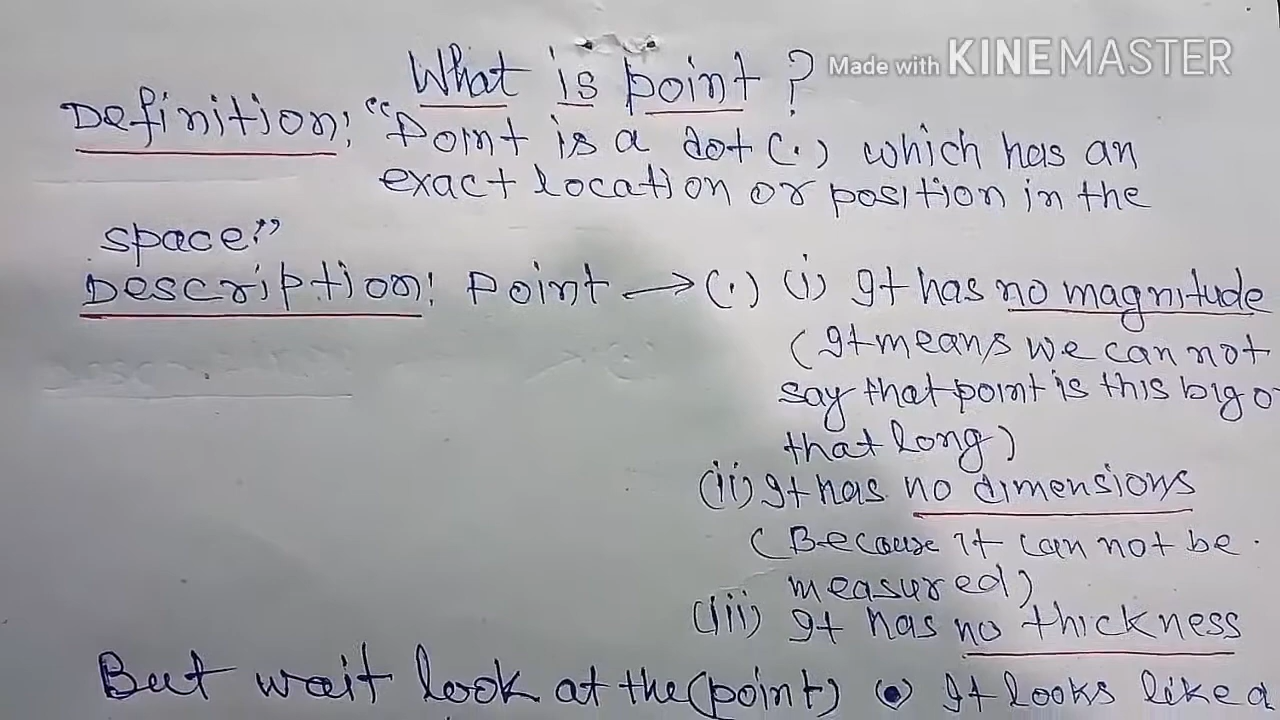 What is point ?
Made with KINEMASTER
Definition: "Point is a dot (.) which has an
exact location or position in the
space."
Description: Point → (.) (i) It has no magnitude
(It means we can not
say that point is this big o
that long)
(ii) It has no dimensions
(Because it can not be
measured)
(iii) It has no thickness
But wait look at the (point) (•) It looks like a